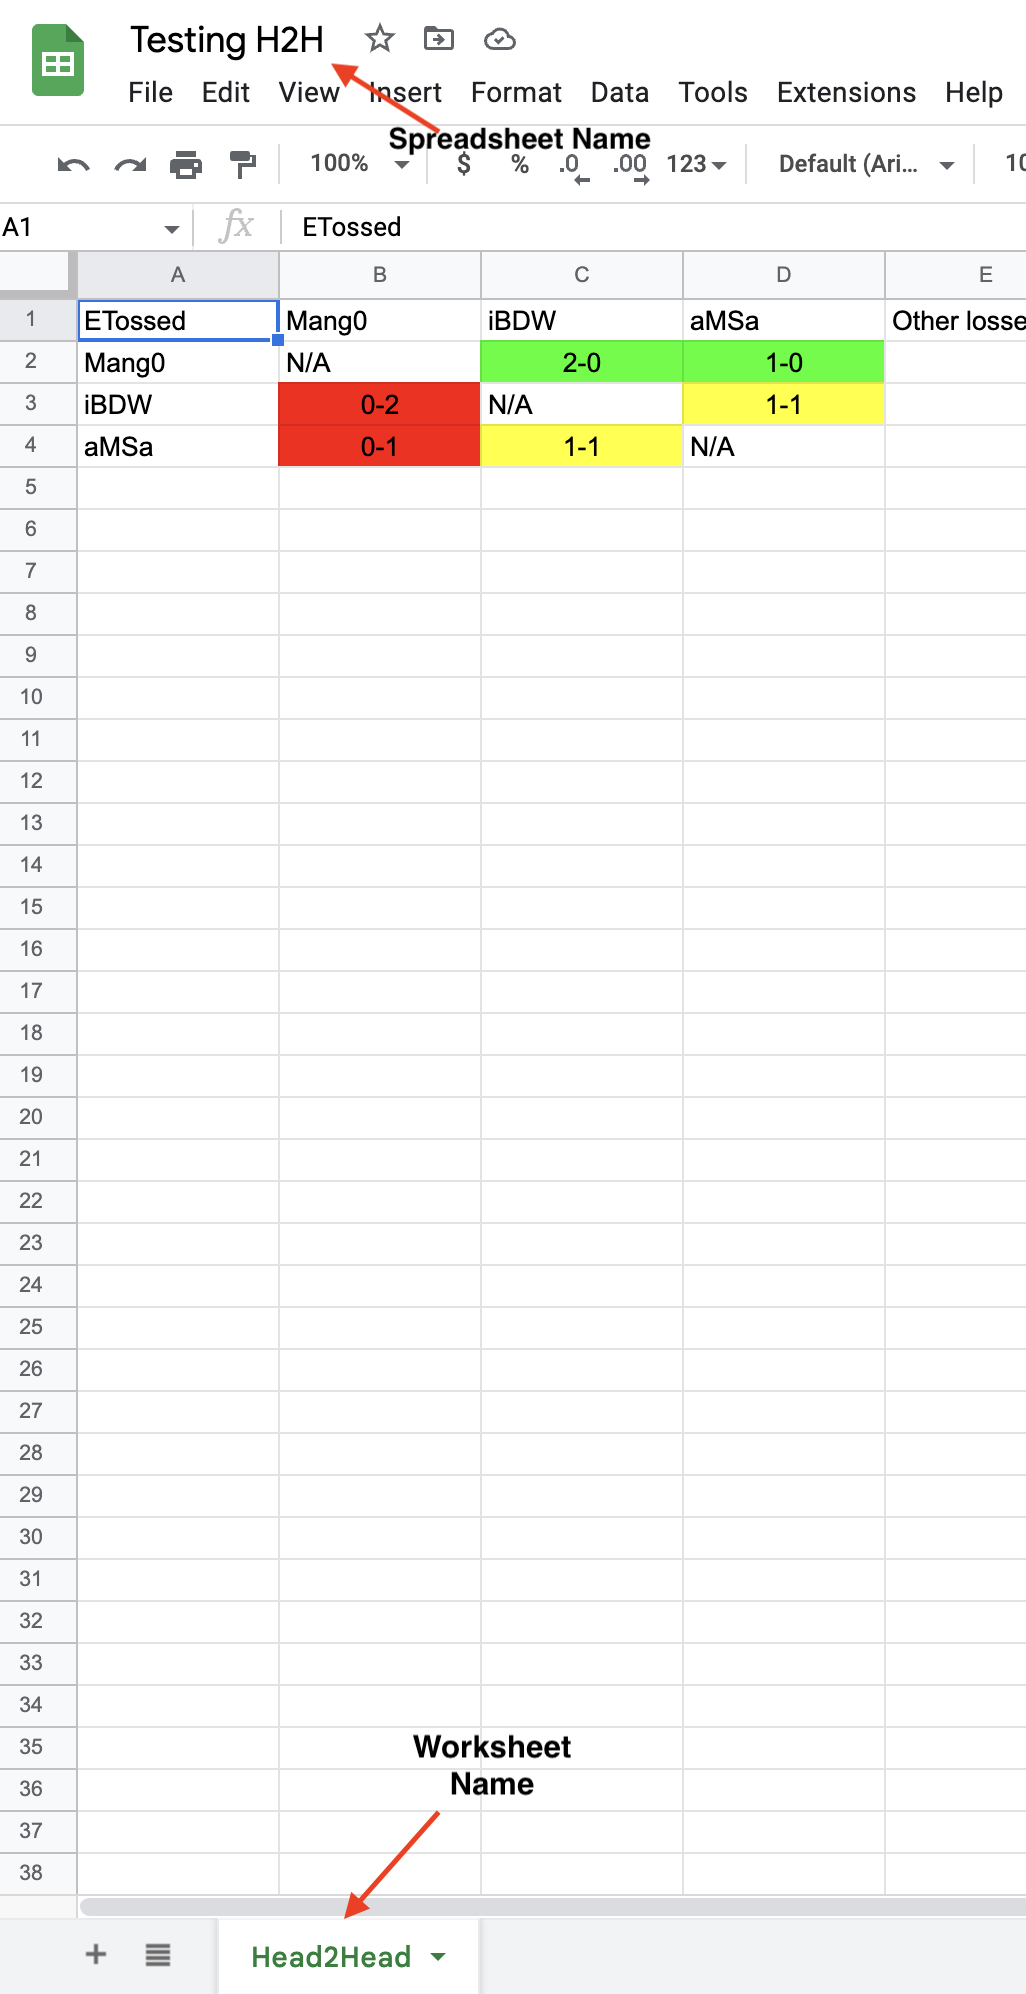 Testing H2H
File Edit View Insert Format Data Tools Extensions Help
Spreadsheet Name
100% $ % .0 .00 123 Default (Ari... 10
A1 fx ETossed
A B C D E
1 ETossed Mang0 iBDW aMSa Other losse
2 Mang0 N/A 2-0 1-0
3 iBDW 0-2 N/A 1-1
4 aMSa 0-1 1-1 N/A
5
6
7
8
9
10
11
12
13
14
15
16
17
18
19
20
21
22
23
24
25
26
27
28
29
30
31
32
33
34
35
36
37
38
Worksheet
Name
+ Head2Head